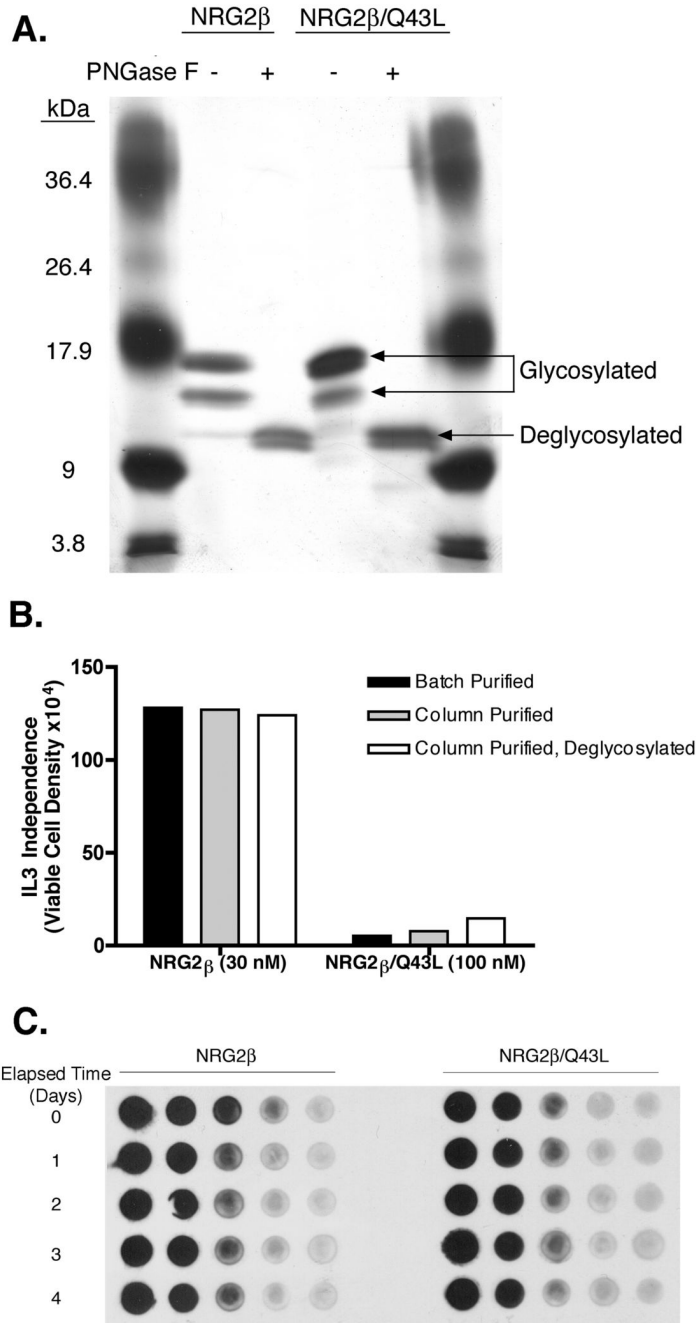 A.
NRG2β NRG2β/Q43L
PNGase F - + - +
kDa
36.4
26.4
17.9
Glycosylated
Deglycosylated
9
3.8
B.
150
100
50
0
IL3 Independence
(Viable Cell Density x10⁴)
Batch Purified
Column Purified
Column Purified, Deglycosylated
NRG2β (30 nM) NRG2β/Q43L (100 nM)
C.
NRG2β NRG2β/Q43L
Elapsed Time
(Days)
0
1
2
3
4